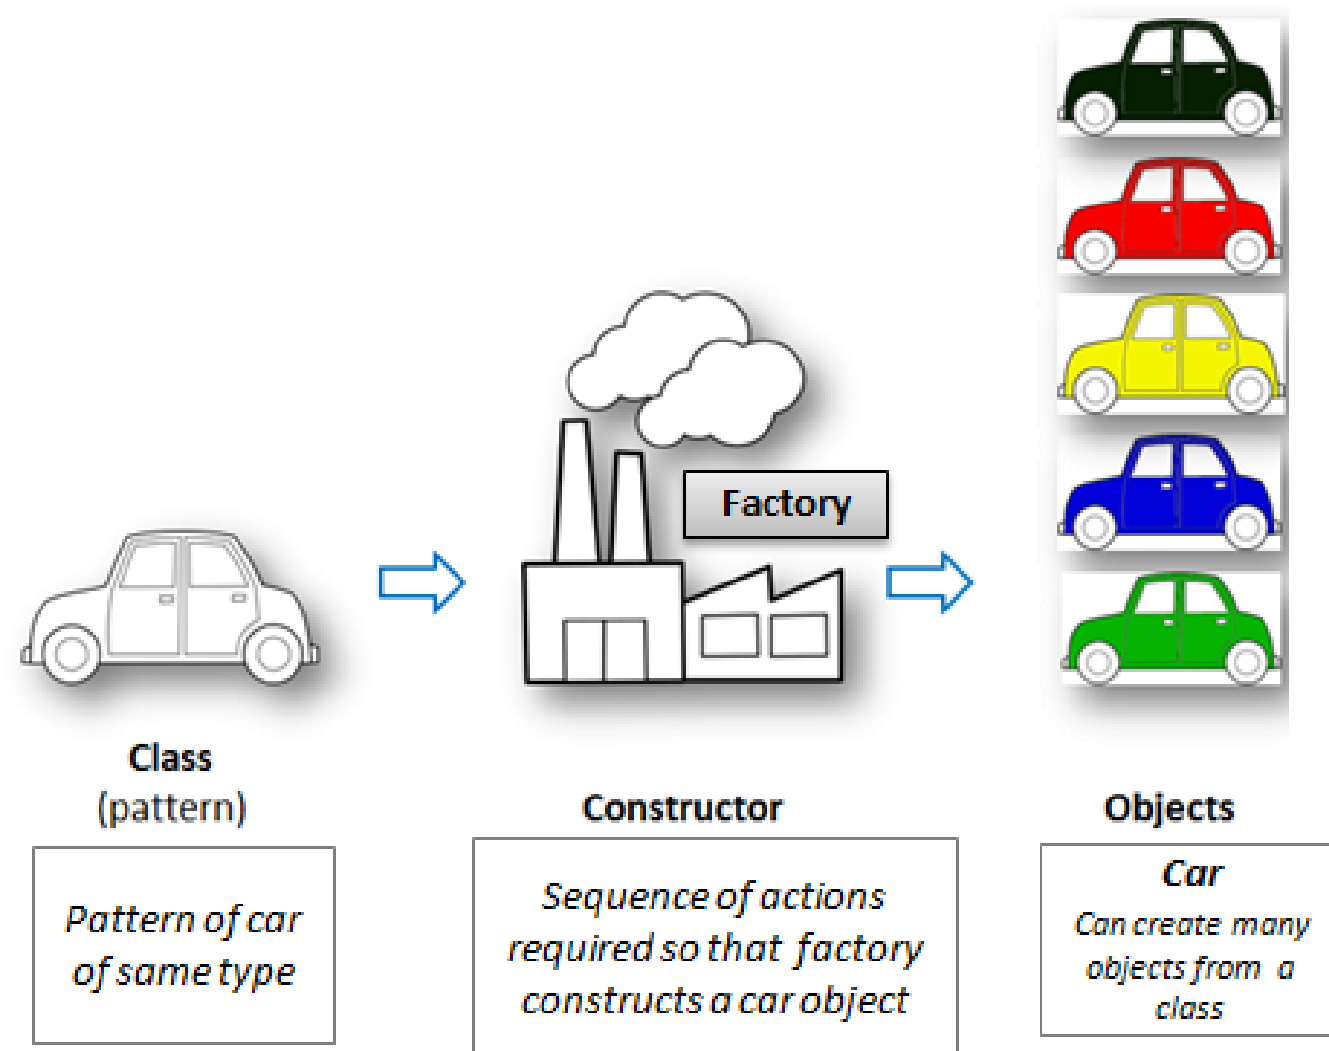 Factory
Class
(pattern)
Pattern of car
of same type
Constructor
Sequence of actions
required so that factory
constructs a car object
Objects
Car
Can create many
objects from a
class